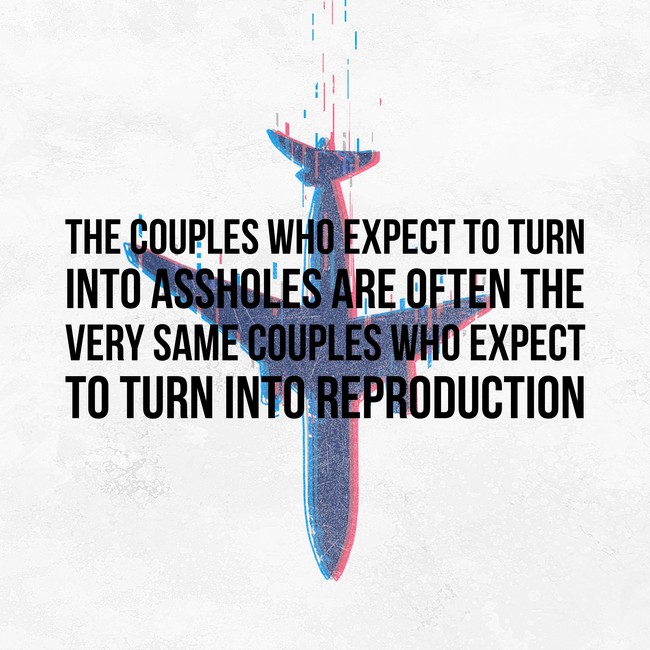 THE COUPLES WHO EXPECT TO TURN
INTO ASSHOLES ARE OFTEN THE
VERY SAME COUPLES WHO EXPECT
TO TURN INTO REPRODUCTION